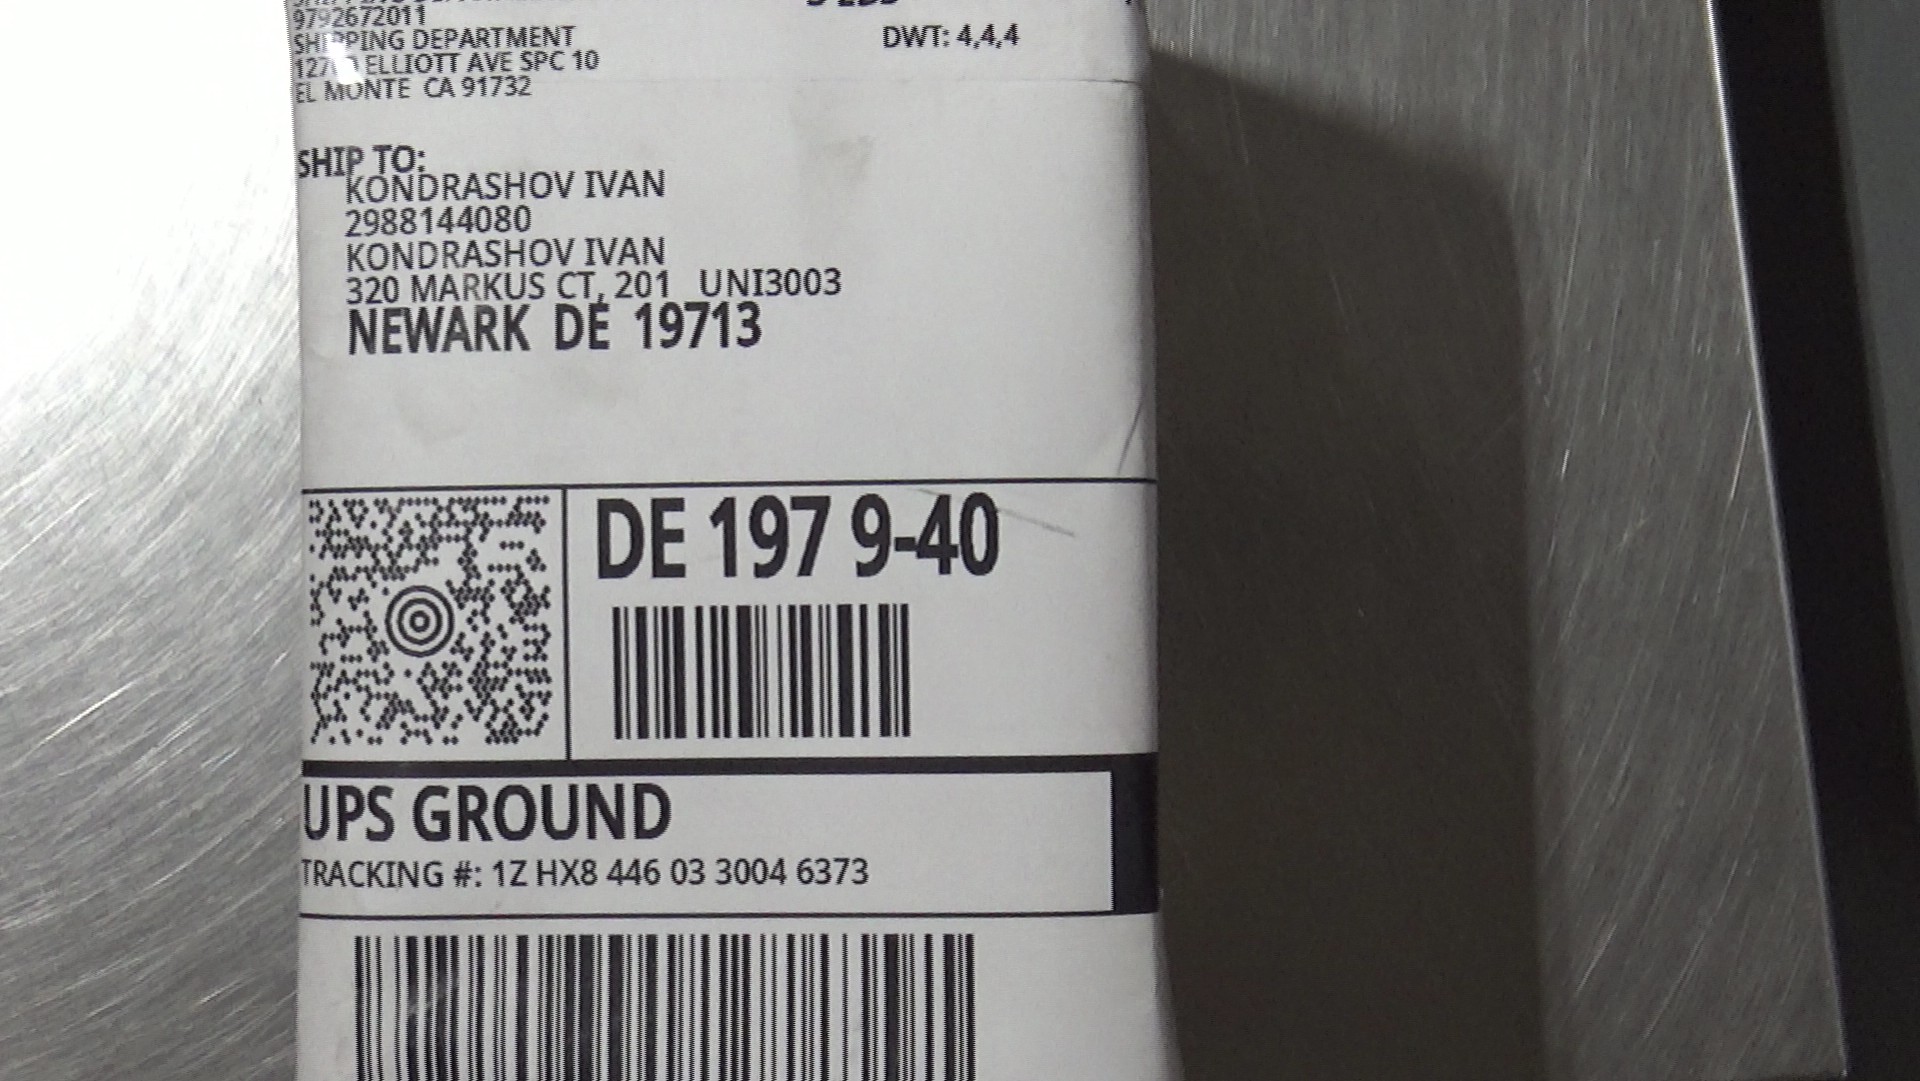 9792672011
SHIPPING DEPARTMENT
ELLIOTT AVE SPC 10
EL MONTE CA 91732
DWT: 4,4,4
SHIP TO:
KONDRASHOV IVAN
2988144080
KONDRASHOV IVAN
320 MARKUS CT, 201 UNI3003
NEWARK DE 19713
DE 197 9-40
UPS GROUND
TRACKING #: 1Z HX8 446 03 3004 6373